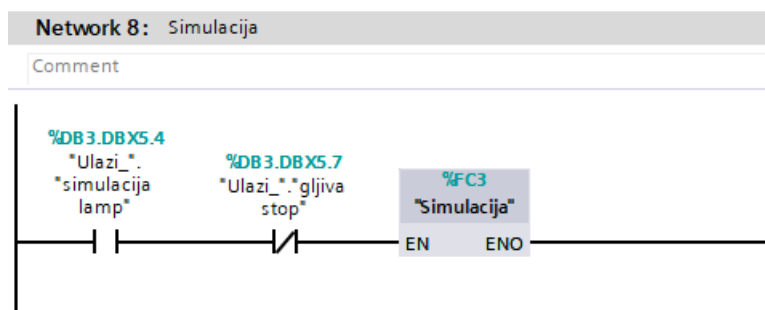 Network 8: Simulacija
Comment
%DB3.DBX5.4
"Ulazi_".
"simulacija
lamp"
%DB3.DBX5.7
"Ulazi_"."gljiva
stop"
%FC3
"Simulacija"
EN ENO